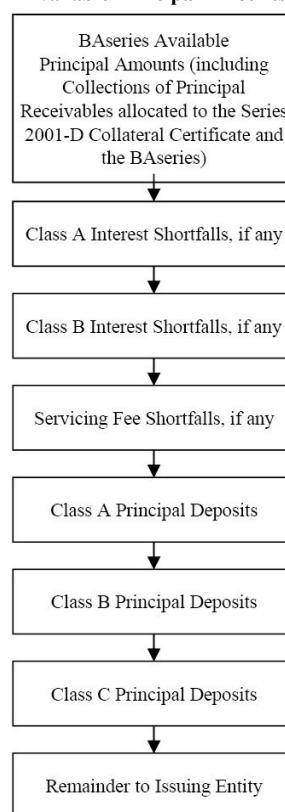 BAseries Available
Principal Amounts (including
Collections of Principal
Receivables allocated to the Series
2001-D Collateral Certificate and
the BAseries)
Class A Interest Shortfalls, if any
Class B Interest Shortfalls, if any
Servicing Fee Shortfalls, if any
Class A Principal Deposits
Class B Principal Deposits
Class C Principal Deposits
Remainder to Issuing Entity